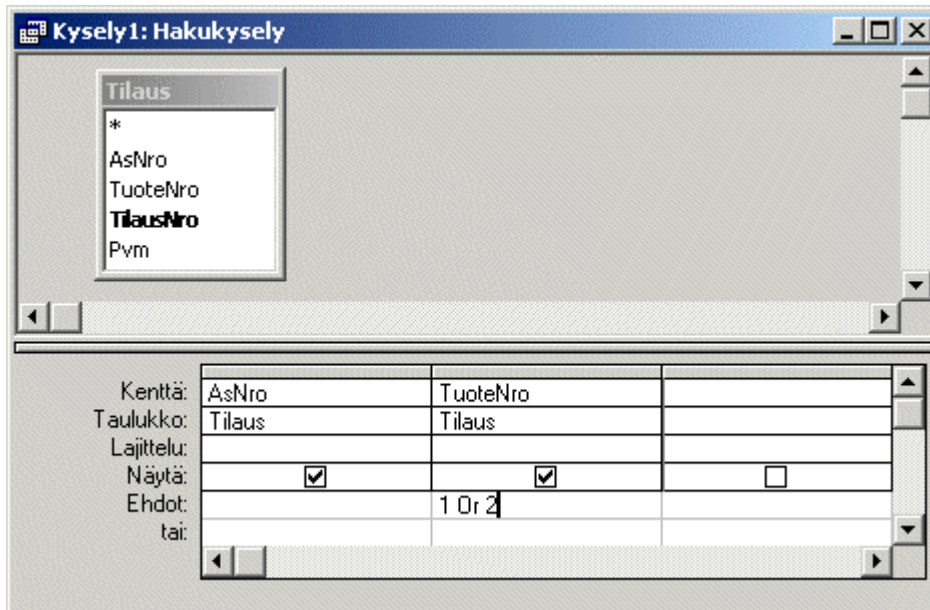 Kysely1: Hakukysely
Tilaus
*
AsNro
TuoteNro
TilausNro
Pvm
Kenttä: AsNro TuoteNro
Taulukko: Tilaus Tilaus
Lajittelu:
Näytä:
Ehdot: 1 Or 2
tai: